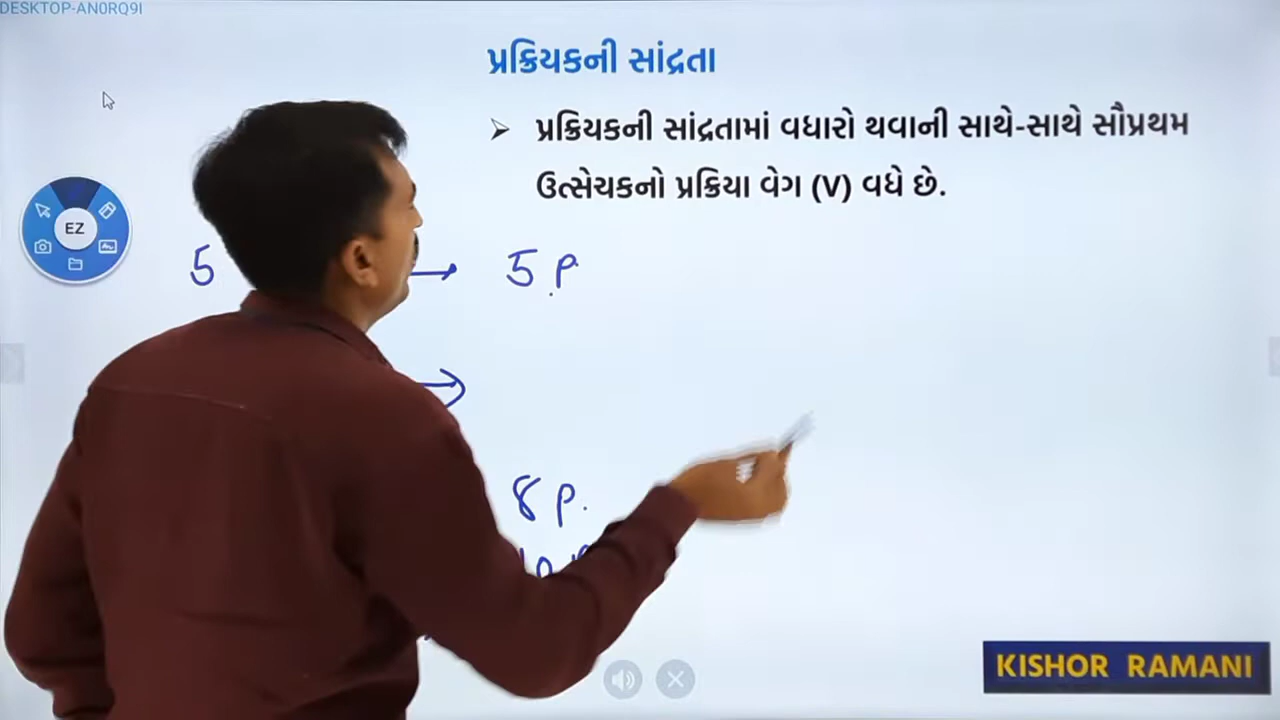 DESKTOP-AN0RQ9I
પ્રક્રિયકની સાંદ્રતા
➢ પ્રક્રિયકની સાંદ્રતામાં વધારો થવાની સાથે-સાથે સૌપ્રથમ
ઉત્સેચકનો પ્રક્રિયા વેગ (V) વધે છે.
EZ
5 → 5 P.
→
8 P.
KISHOR RAMANI